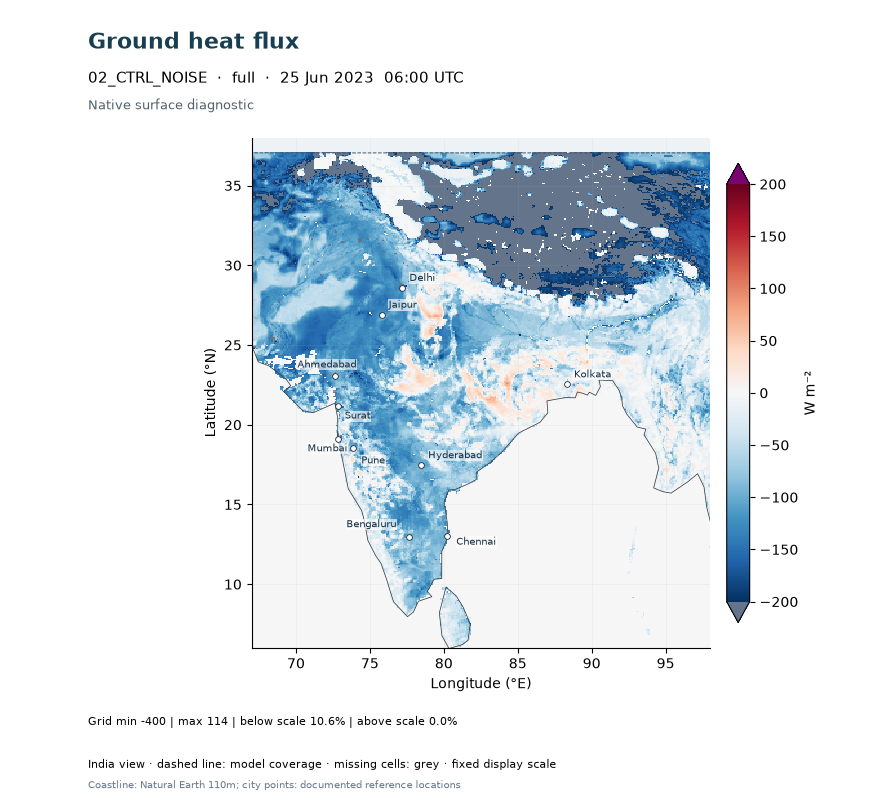 Ground heat flux
02_CTRL_NOISE · full · 25 Jun 2023 06:00 UTC
Native surface diagnostic
35
30
25
20
15
10
Latitude (°N)
Delhi
Jaipur
Ahmedabad
Kolkata
Surat
Mumbai
Pune
Hyderabad
Bengaluru
Chennai
70
75
80
85
90
95
Longitude (°E)
200
150
100
50
0
−50
−100
−150
−200
W m⁻²
Grid min -400 | max 114 | below scale 10.6% | above scale 0.0%
India view · dashed line: model coverage · missing cells: grey · fixed display scale
Coastline: Natural Earth 110m; city points: documented reference locations